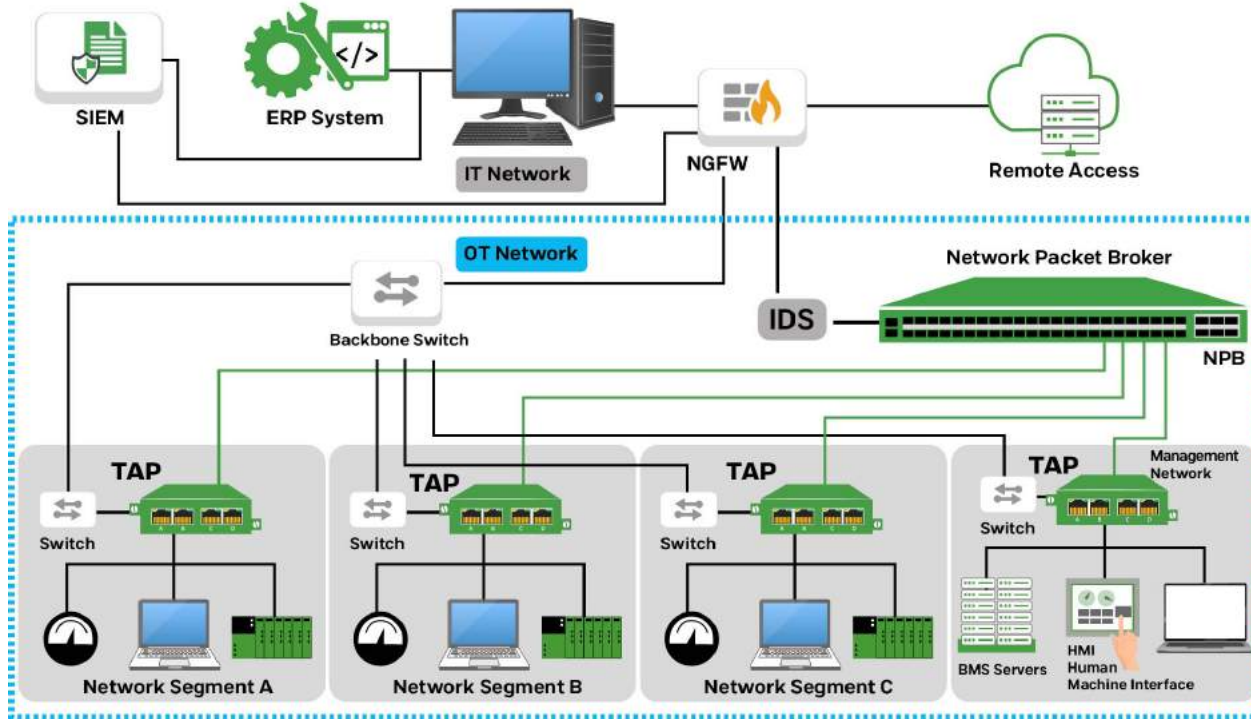 </>
SIEM
ERP System
IT Network
NGFW
Remote Access
OT Network
Network Packet Broker
IDS
Backbone Switch
NPB
TAP
TAP
TAP
TAP
Management
Network
Switch
Switch
Switch
Switch
A B C D
A B C D
A B C D
A B C D
BMS Servers
HMI
Human
Machine Interface
Network Segment A
Network Segment B
Network Segment C